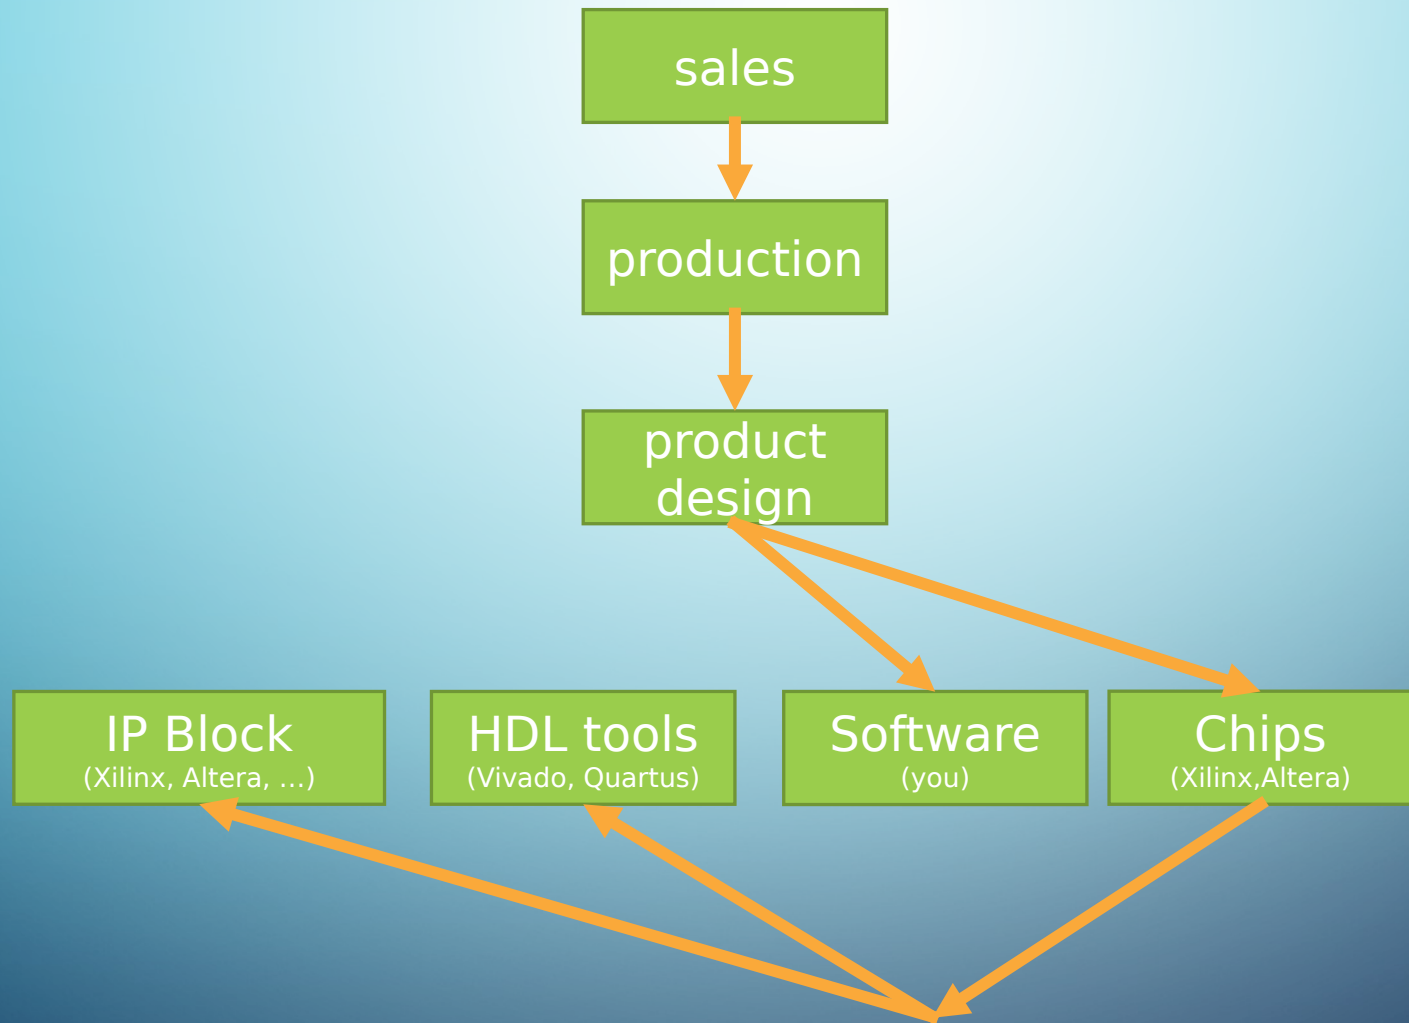 sales
production
product
design
IP Block
(Xilinx, Altera, ...)
HDL tools
(Vivado, Quartus)
Software
(you)
Chips
(Xilinx,Altera)